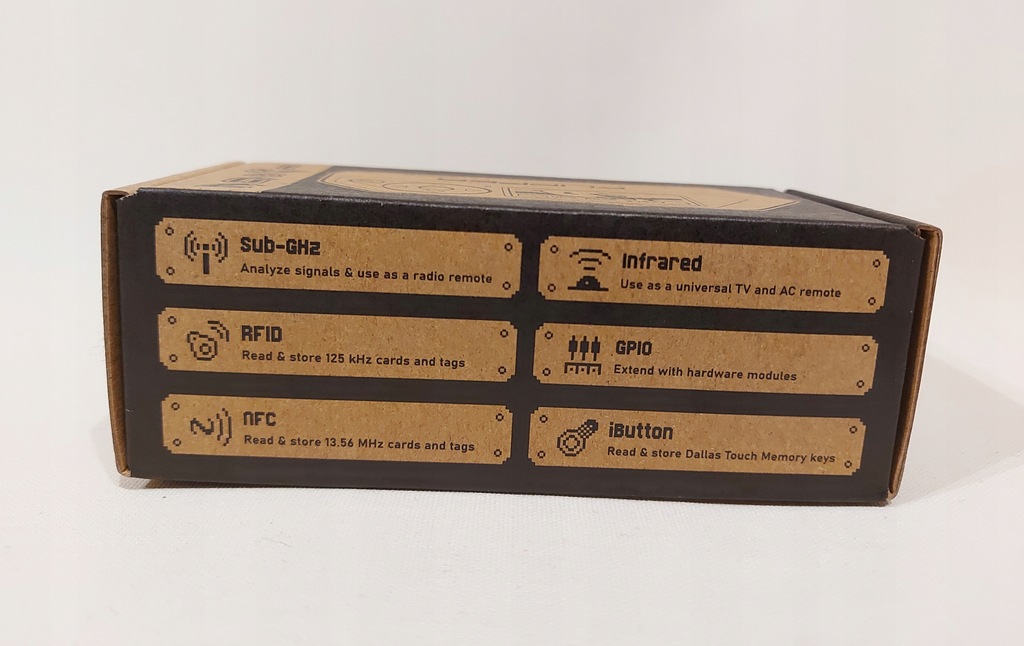 Sub-GHz
Analyze signals & use as a radio remote
Infrared
Use as a universal TV and AC remote
RFID
Read & store 125 kHz cards and tags
GPIO
Extend with hardware modules
NFC
Read & store 13.56 MHz cards and tags
iButton
Read & store Dallas Touch Memory keys